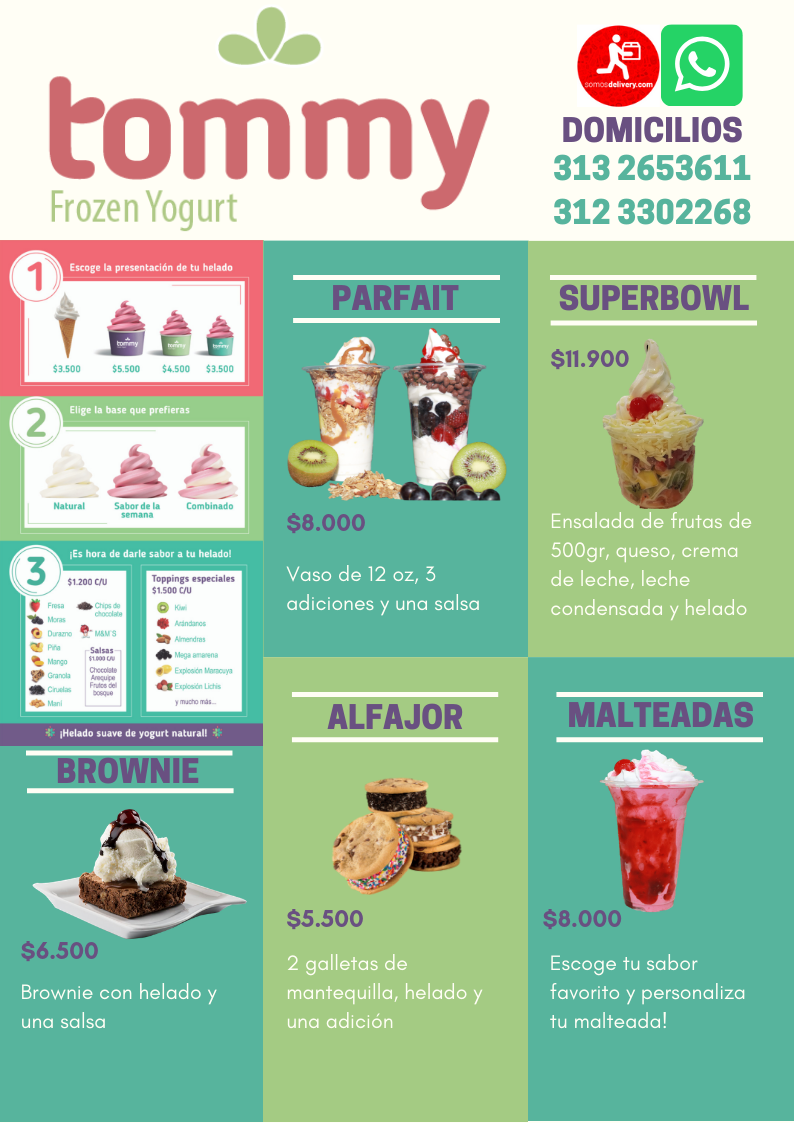 tommy
Frozen Yogurt
somosdelivery.com
DOMICILIOS
313 2653611
312 3302268
1
Escoge la presentación de tu helado
tommy
tommy
tommy
$3.500
$5.500
$4.500
$3.500
2
Elige la base que prefieras
Natural
Sabor de la
semana
Combinado
3
¡Es hora de darle sabor a tu helado!
$1.200 C/U
Fresa
Moras
Durazno
Piña
Mango
Granola
Ciruelas
Maní
Chips de
chocolate
M&M´S
Salsas
$1.000 C/U
Chocolate
Arequipe
Frutos del
bosque
Toppings especiales
$1.500 C/U
Kiwi
Arándanos
Almendras
Mega amarena
Explosión Maracuya
Explosión Lichis
y mucho más...
¡Helado suave de yogurt natural!
PARFAIT
$8.000
Vaso de 12 oz, 3
adiciones y una salsa
SUPERBOWL
$11.900
Ensalada de frutas de
500gr, queso, crema
de leche, leche
condensada y helado
BROWNIE
$6.500
Brownie con helado y
una salsa
ALFAJOR
$5.500
2 galletas de
mantequilla, helado y
una adición
MALTEADAS
$8.000
Escoge tu sabor
favorito y personaliza
tu malteada!